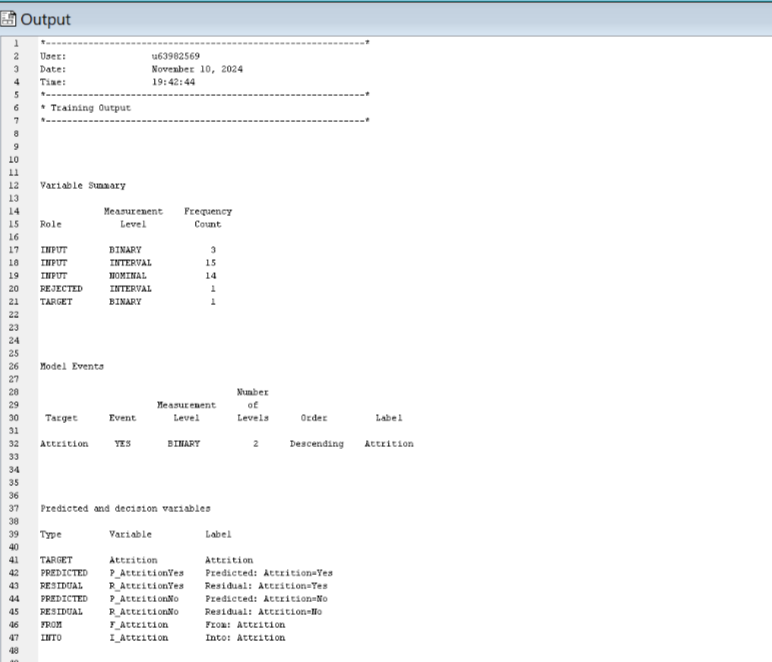 Output
1 *------------------------------------------------------------*
2 User: u63982569
3 Date: November 10, 2024
4 Time: 19:42:44
5 *------------------------------------------------------------*
6 * Training Output
7 *------------------------------------------------------------*
8
9
10
11
12 Variable Summary
13
14 Measurement Frequency
15 Role Level Count
16
17 INPUT BINARY 3
18 INPUT INTERVAL 15
19 INPUT NOMINAL 14
20 REJECTED INTERVAL 1
21 TARGET BINARY 1
22
23
24
25
26 Model Events
27
28 Number
29 Measurement of
30 Target Event Level Levels Order Label
31
32 Attrition YES BINARY 2 Descending Attrition
33
34
35
36
37 Predicted and decision variables
38
39 Type Variable Label
40
41 TARGET Attrition Attrition
42 PREDICTED P_AttritionYes Predicted: Attrition=Yes
43 RESIDUAL R_AttritionYes Residual: Attrition=Yes
44 PREDICTED P_AttritionNo Predicted: Attrition=No
45 RESIDUAL R_AttritionNo Residual: Attrition=No
46 FROM F_Attrition From: Attrition
47 INTO I_Attrition Into: Attrition
48